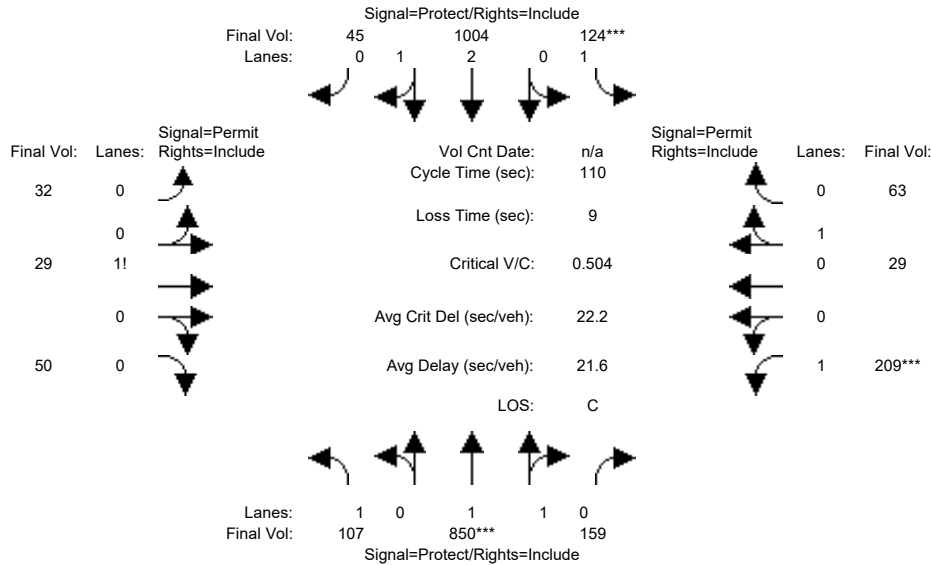 Signal=Protect/Rights=Include
Final Vol: 45 1004 124***
Lanes: 0 1 2 0 1
Signal=Permit Signal=Permit
Final Vol: Lanes: Rights=Include Vol Cnt Date: n/a Rights=Include Lanes: Final Vol:
Cycle Time (sec): 110
32 0 0 63
Loss Time (sec): 9
0 1
29 1! Critical V/C: 0.504 0 29
0 Avg Crit Del (sec/veh): 22.2 0
50 0 Avg Delay (sec/veh): 21.6 1 209***
LOS: C
Lanes: 1 0 1 1 0
Final Vol: 107 850*** 159
Signal=Protect/Rights=Include